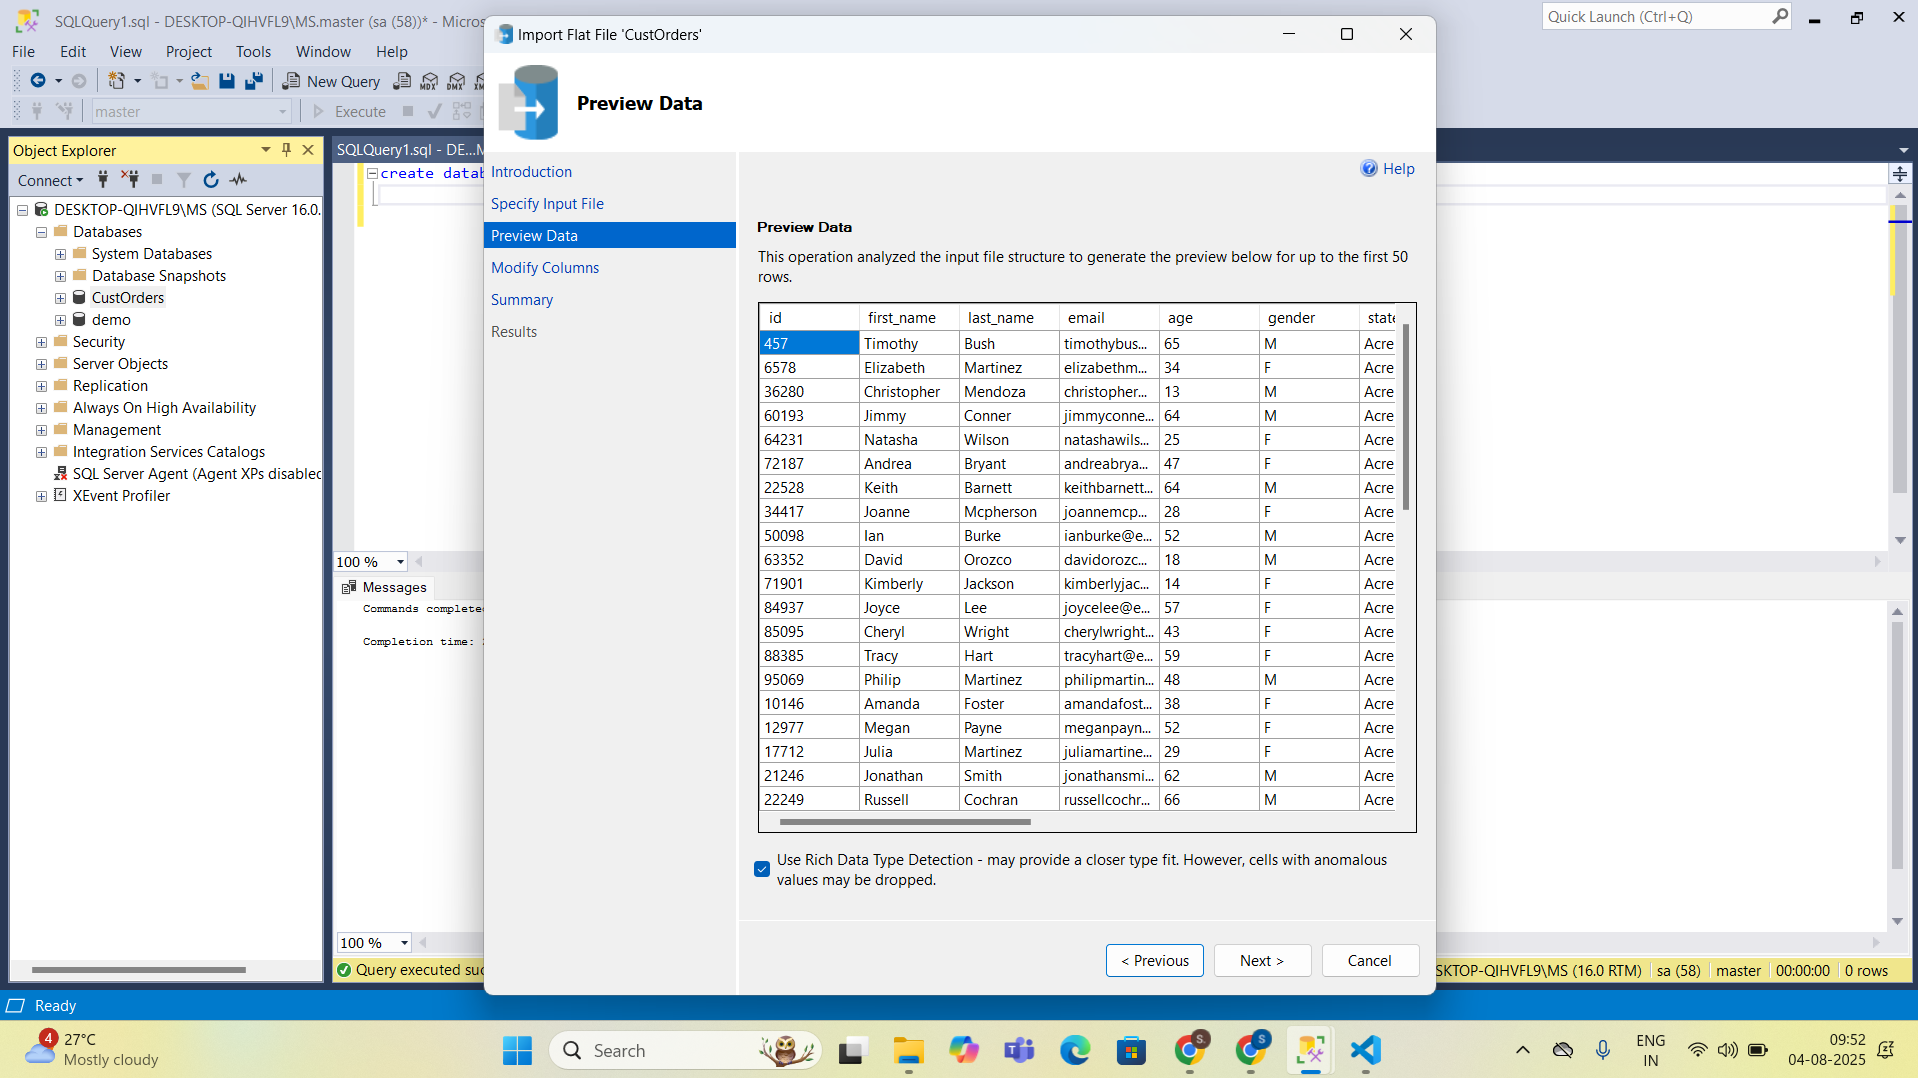 SQLQuery1.sql - DESKTOP-QIHVFL9\MS.master (sa (58))* - Micros
Quick Launch (Ctrl+Q)
File Edit View Project Tools Window Help
New Query
MDX DMX
master
Execute
Import Flat File 'CustOrders'
Preview Data
Object Explorer
Connect
DESKTOP-QIHVFL9\MS (SQL Server 16.0.
Databases
System Databases
Database Snapshots
CustOrders
demo
Security
Server Objects
Replication
Always On High Availability
Management
Integration Services Catalogs
SQL Server Agent (Agent XPs disabled
XEvent Profiler
SQLQuery1.sql - DE...M
create datab
100 %
Messages
Commands completed
Completion time:
100 %
Query executed suc
Introduction
Specify Input File
Preview Data
Modify Columns
Summary
Results
Help
Preview Data
This operation analyzed the input file structure to generate the preview below for up to the first 50
rows.
id first_name last_name email age gender state
457 Timothy Bush timothybus... 65 M Acre
6578 Elizabeth Martinez elizabethm... 34 F Acre
36280 Christopher Mendoza christopher... 13 M Acre
60193 Jimmy Conner jimmyconne... 64 M Acre
64231 Natasha Wilson natashawils... 25 F Acre
72187 Andrea Bryant andreabrya... 47 F Acre
22528 Keith Barnett keithbarnett... 64 M Acre
34417 Joanne Mcpherson joannemcp... 28 F Acre
50098 Ian Burke ianburke@e... 52 M Acre
63352 David Orozco davidorozc... 18 M Acre
71901 Kimberly Jackson kimberlyjac... 14 F Acre
84937 Joyce Lee joycelee@e... 57 F Acre
85095 Cheryl Wright cherylwright... 43 F Acre
88385 Tracy Hart tracyhart@e... 59 F Acre
95069 Philip Martinez philipmartin... 48 M Acre
10146 Amanda Foster amandafost... 38 F Acre
12977 Megan Payne meganpayn... 52 F Acre
17712 Julia Martinez juliamartine... 29 F Acre
21246 Jonathan Smith jonathansmi... 62 M Acre
22249 Russell Cochran russellcochr... 66 M Acre
Use Rich Data Type Detection - may provide a closer type fit. However, cells with anomalous
values may be dropped.
< Previous Next > Cancel
SKTOP-QIHVFL9\MS (16.0 RTM) sa (58) master 00:00:00 0 rows
Ready
4
27°C
Mostly cloudy
Search
S
S
ENG
IN
09:52
04-08-2025